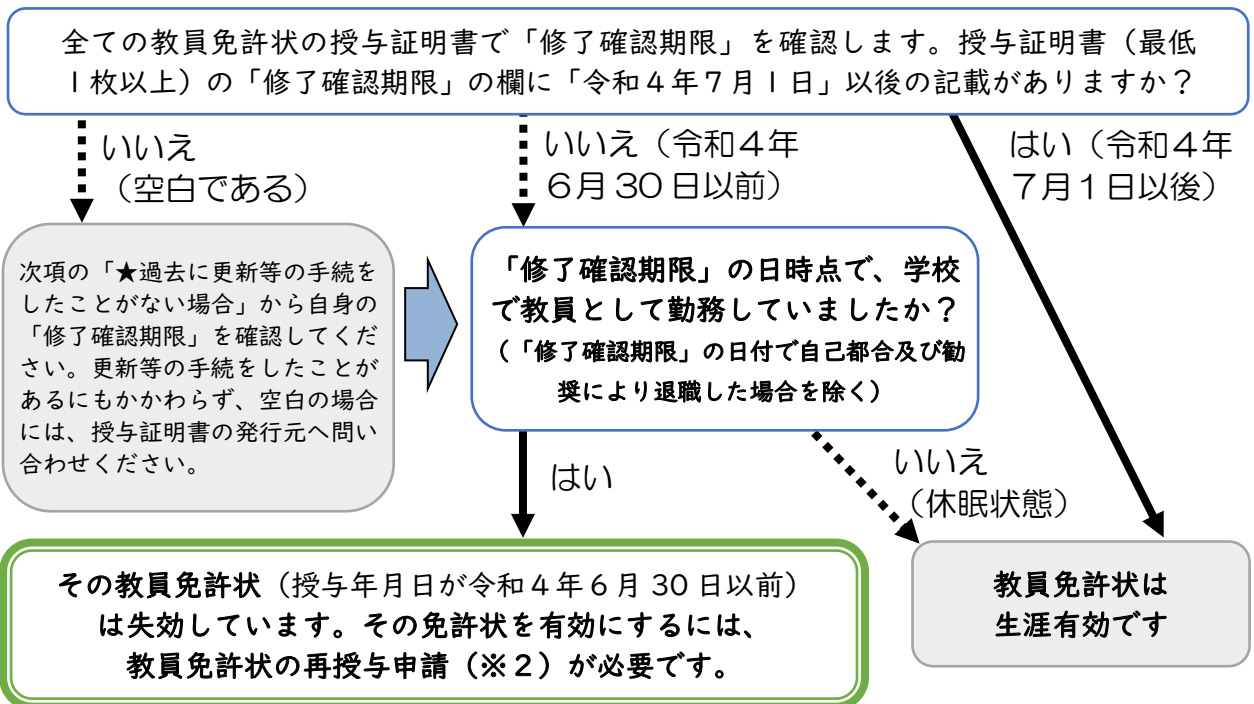 全ての教員免許状の授与証明書で「修了確認期限」を確認します。授与証明書（最低
１枚以上）の「修了確認期限」の欄に「令和４年７月１日」以後の記載がありますか？
いいえ
（空白である）
いいえ（令和４年
６月30日以前）
はい（令和４年
７月１日以後）
次項の「★過去に更新等の手続を
したことがない場合」から自身の
「修了確認期限」を確認してくだ
さい。更新等の手続をしたことが
あるにもかかわらず、空白の場合
には、授与証明書の発行元へ問い
合わせください。
「修了確認期限」の日時点で、学校
で教員として勤務していましたか？
（「修了確認期限」の日付で自己都合及び勧
奨により退職した場合を除く）
はい
いいえ
（休眠状態）
その教員免許状（授与年月日が令和４年６月30日以前）
は失効しています。その免許状を有効にするには、
教員免許状の再授与申請（※２）が必要です。
教員免許状は
生涯有効です